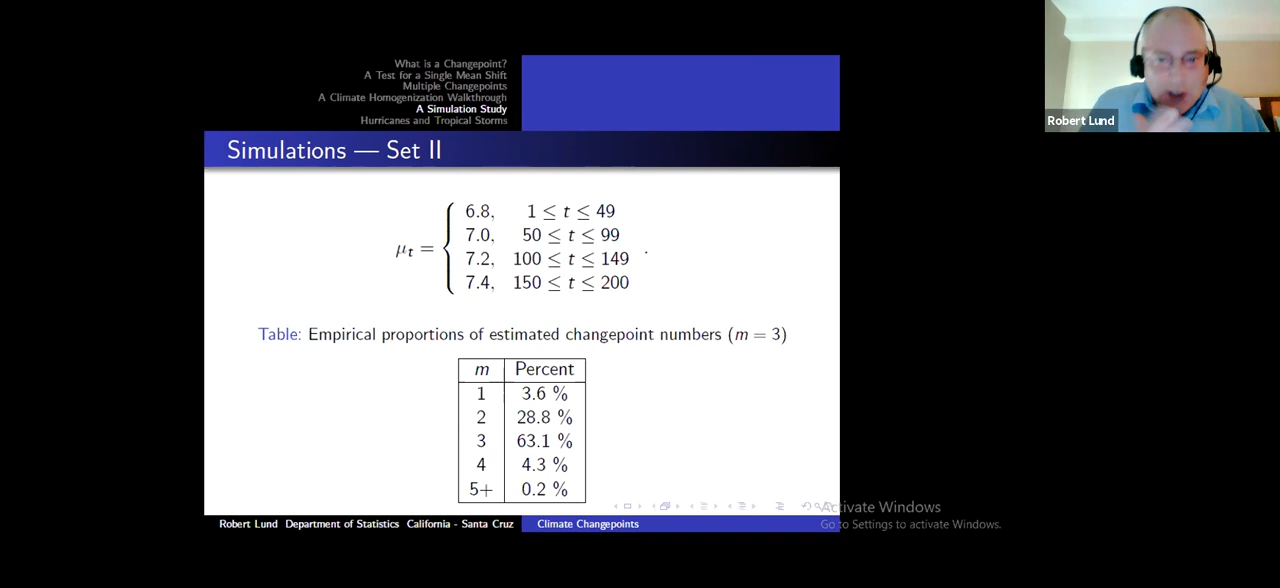 What is a Changepoint?
A Test for a Single Mean Shift
Multiple Changepoints
A Climate Homogenization Walkthrough
A Simulation Study
Hurricanes and Tropical Storms
Robert Lund
Simulations — Set II
μt = { 6.8, 1 ≤ t ≤ 49
7.0, 50 ≤ t ≤ 99
7.2, 100 ≤ t ≤ 149
7.4, 150 ≤ t ≤ 200 .
Table: Empirical proportions of estimated changepoint numbers (m = 3)
m Percent
1 3.6 %
2 28.8 %
3 63.1 %
4 4.3 %
5+ 0.2 %
Activate Windows
Go to Settings to activate Windows.
Robert Lund Department of Statistics California - Santa Cruz Climate Changepoints